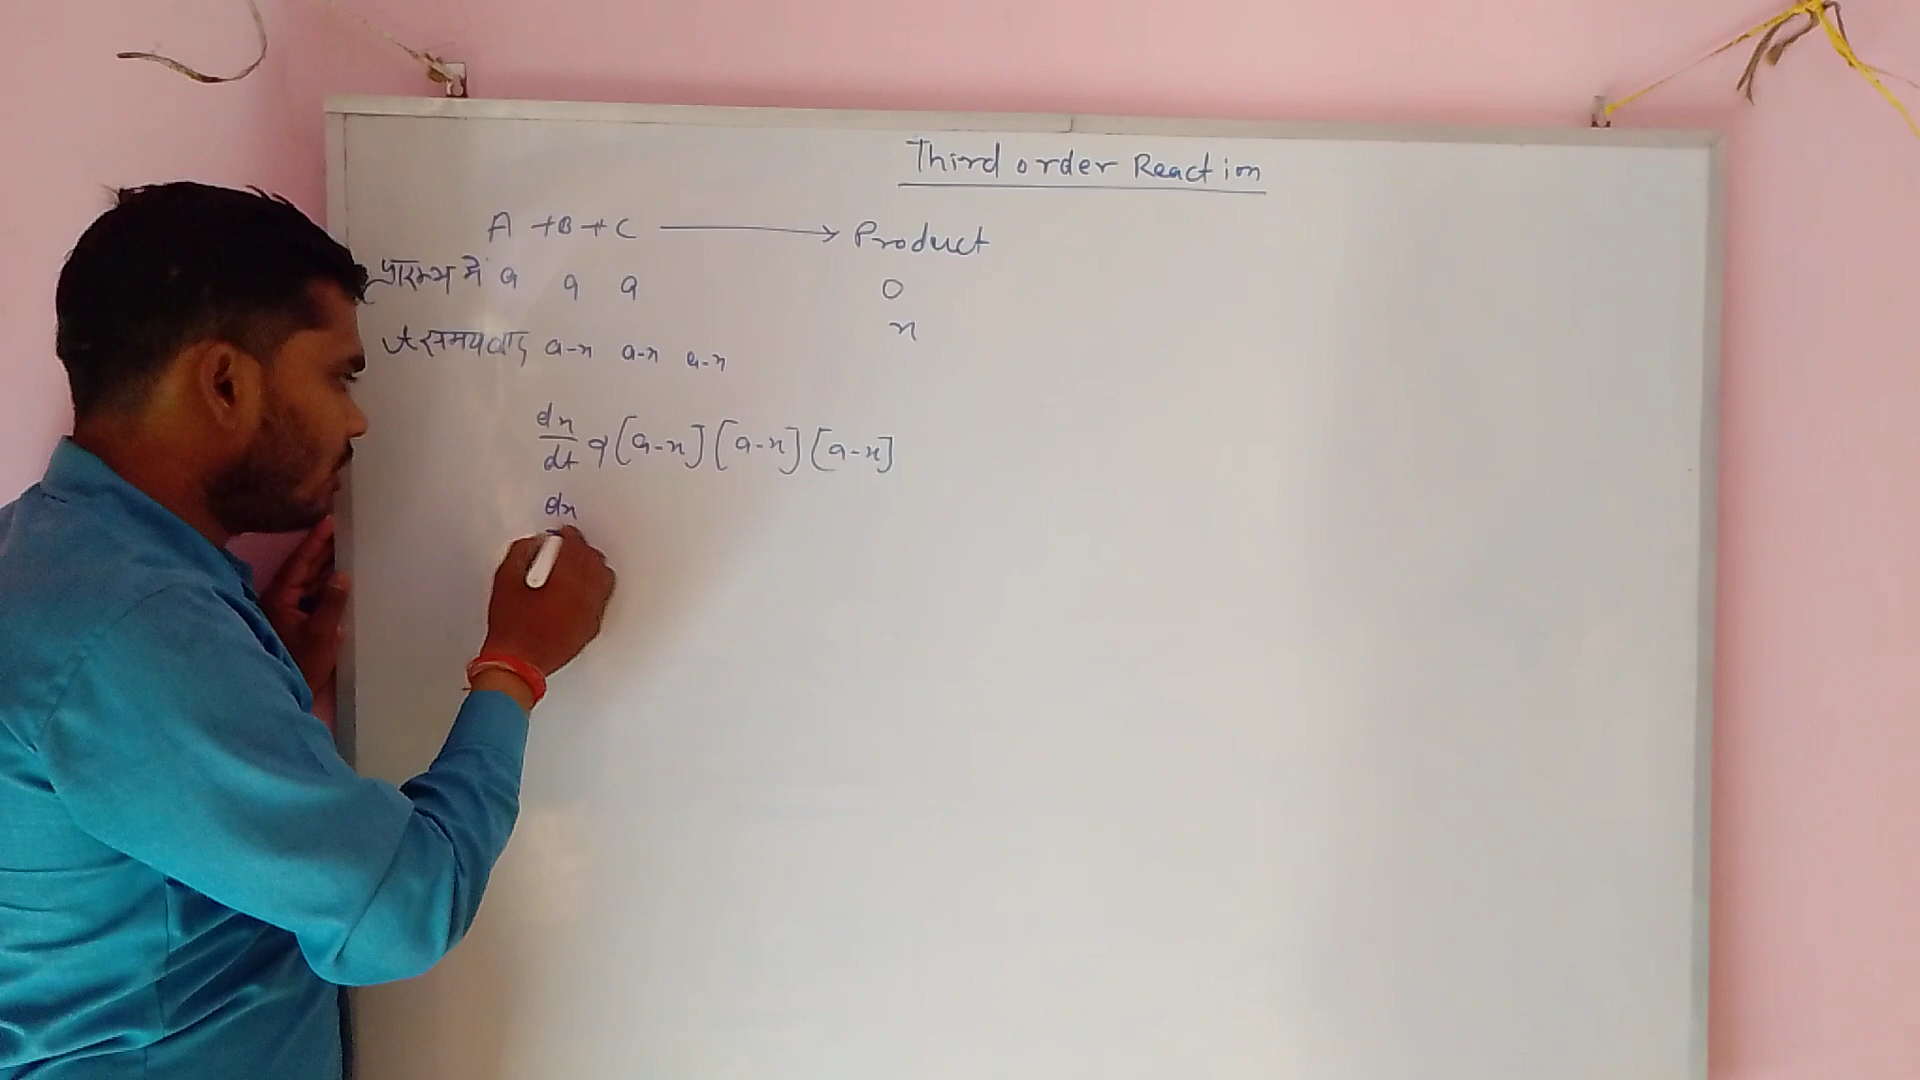 Third order Reaction
A + B + C ⟶ Product
प्रारम्भ में a a a 0
t समय बाद a-x a-x a-x x
dx/dt ∝ [a-x] [a-x] [a-x]
dx